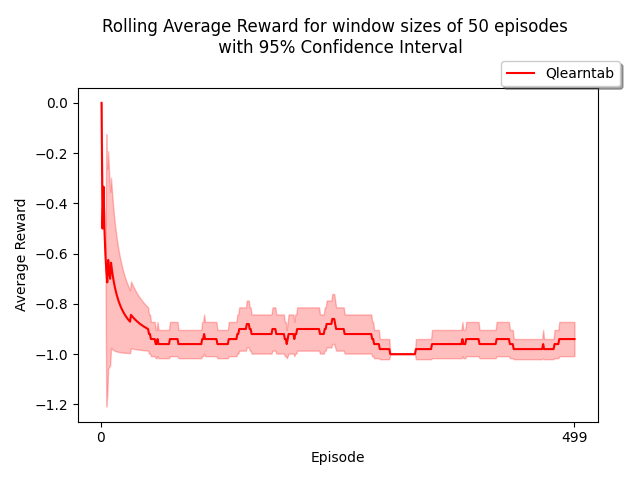 Rolling Average Reward for window sizes of 50 episodes
with 95% Confidence Interval
Qlearntab
0.0
−0.2
−0.4
−0.6
−0.8
−1.0
−1.2
Average Reward
0
499
Episode